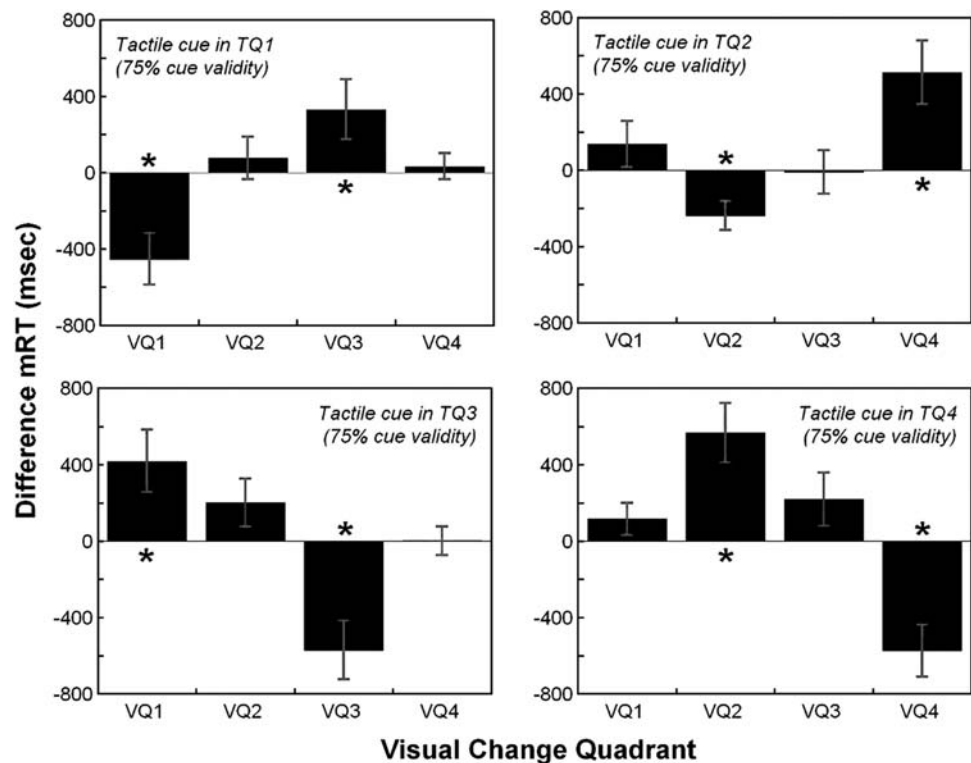 Difference mRT (msec)
800
400
0
-400
-800
Tactile cue in TQ1
(75% cue validity)
*
*
VQ1 VQ2 VQ3 VQ4
800
400
0
-400
-800
Tactile cue in TQ2
(75% cue validity)
*
*
VQ1 VQ2 VQ3 VQ4
800
400
0
-400
-800
Tactile cue in TQ3
(75% cue validity)
*
*
VQ1 VQ2 VQ3 VQ4
800
400
0
-400
-800
Tactile cue in TQ4
(75% cue validity)
*
*
VQ1 VQ2 VQ3 VQ4
Visual Change Quadrant